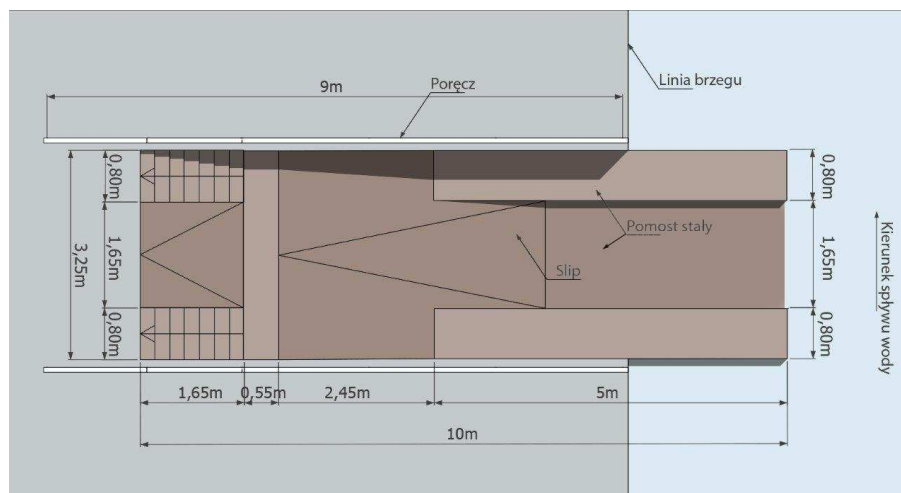 9m
Poręcz
Linia brzegu
0,80m
1,65m
0,80m
3,25m
Pomost stały
Slip
0,80m
1,65m
0,80m
Kierunek spływu wody
1,65m
0,55m
2,45m
5m
10m